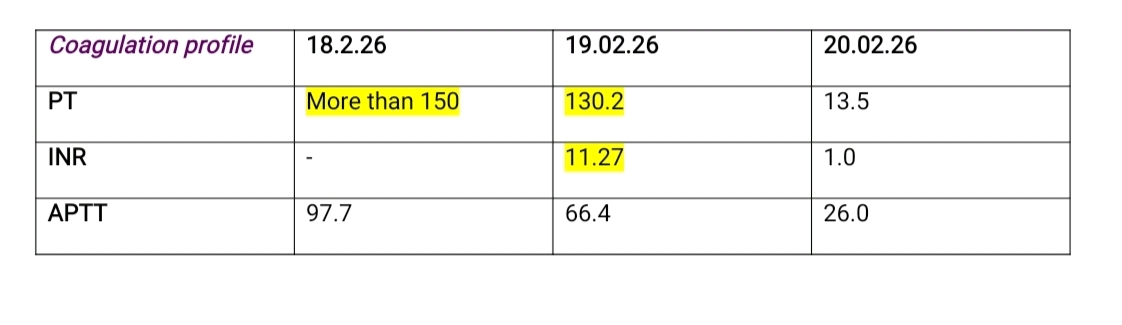 Coagulation profile 18.2.26 19.02.26 20.02.26
PT More than 150 130.2 13.5
INR - 11.27 1.0
APTT 97.7 66.4 26.0